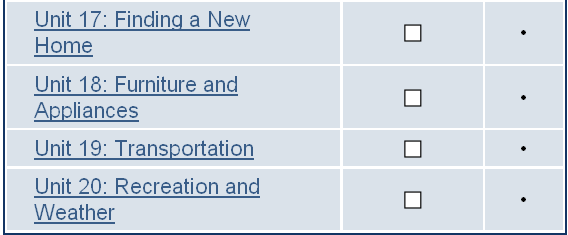 Unit 17: Finding a New
Home
Unit 18: Furniture and
Appliances
Unit 19: Transportation
Unit 20: Recreation and
Weather